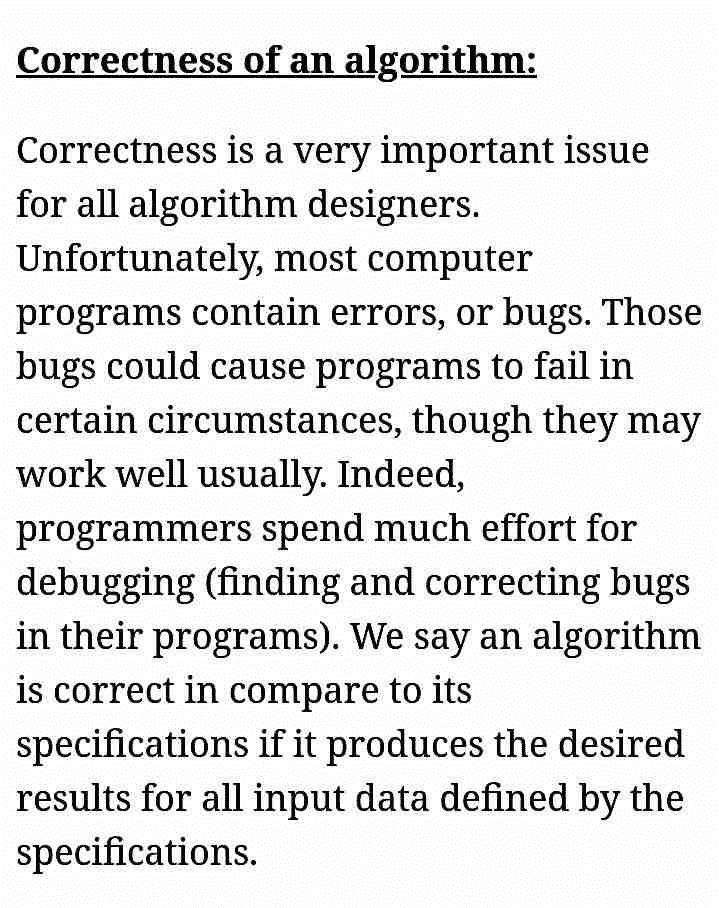 Correctness of an algorithm:
Correctness is a very important issue
for all algorithm designers.
Unfortunately, most computer
programs contain errors, or bugs. Those
bugs could cause programs to fail in
certain circumstances, though they may
work well usually. Indeed,
programmers spend much effort for
debugging (finding and correcting bugs
in their programs). We say an algorithm
is correct in compare to its
specifications if it produces the desired
results for all input data defined by the
specifications.